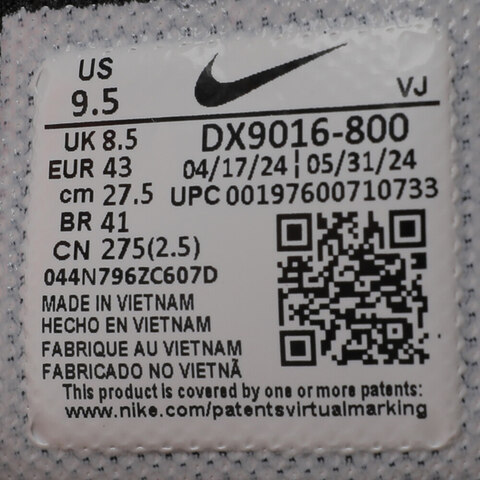 US
9.5
VJ
UK 8.5
DX9016-800
EUR 43
04/17/24 | 05/31/24
cm 27.5
UPC 00197600710733
BR 41
CN 275(2.5)
044N796ZC607D
MADE IN VIETNAM
HECHO EN VIETNAM
FABRIQUE AU VIETNAM
FABRICADO NO VIETNÃ
This product is covered by one or more patents:
www.nike.com/patentsvirtualmarking